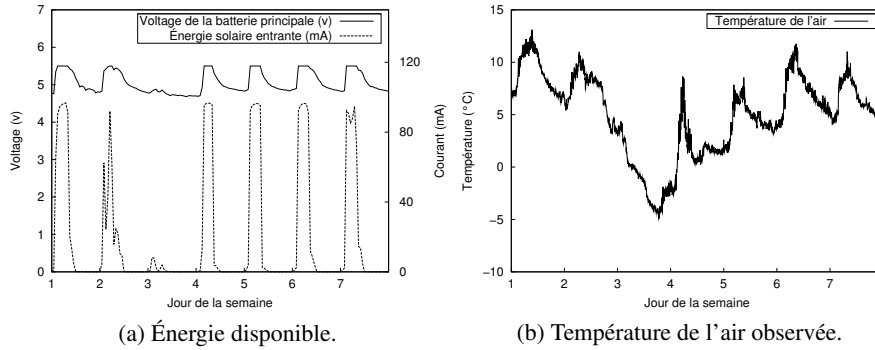 Voltage de la batterie principale (v)
Énergie solaire entrante (mA)
7
6
5
4
3
2
1
0
Voltage (v)
120
80
40
0
Courant (mA)
1 2 3 4 5 6 7
Jour de la semaine
(a) Énergie disponible.
Température de l'air
15
10
5
0
−5
−10
Température (°C)
1 2 3 4 5 6 7
Jour de la semaine
(b) Température de l'air observée.